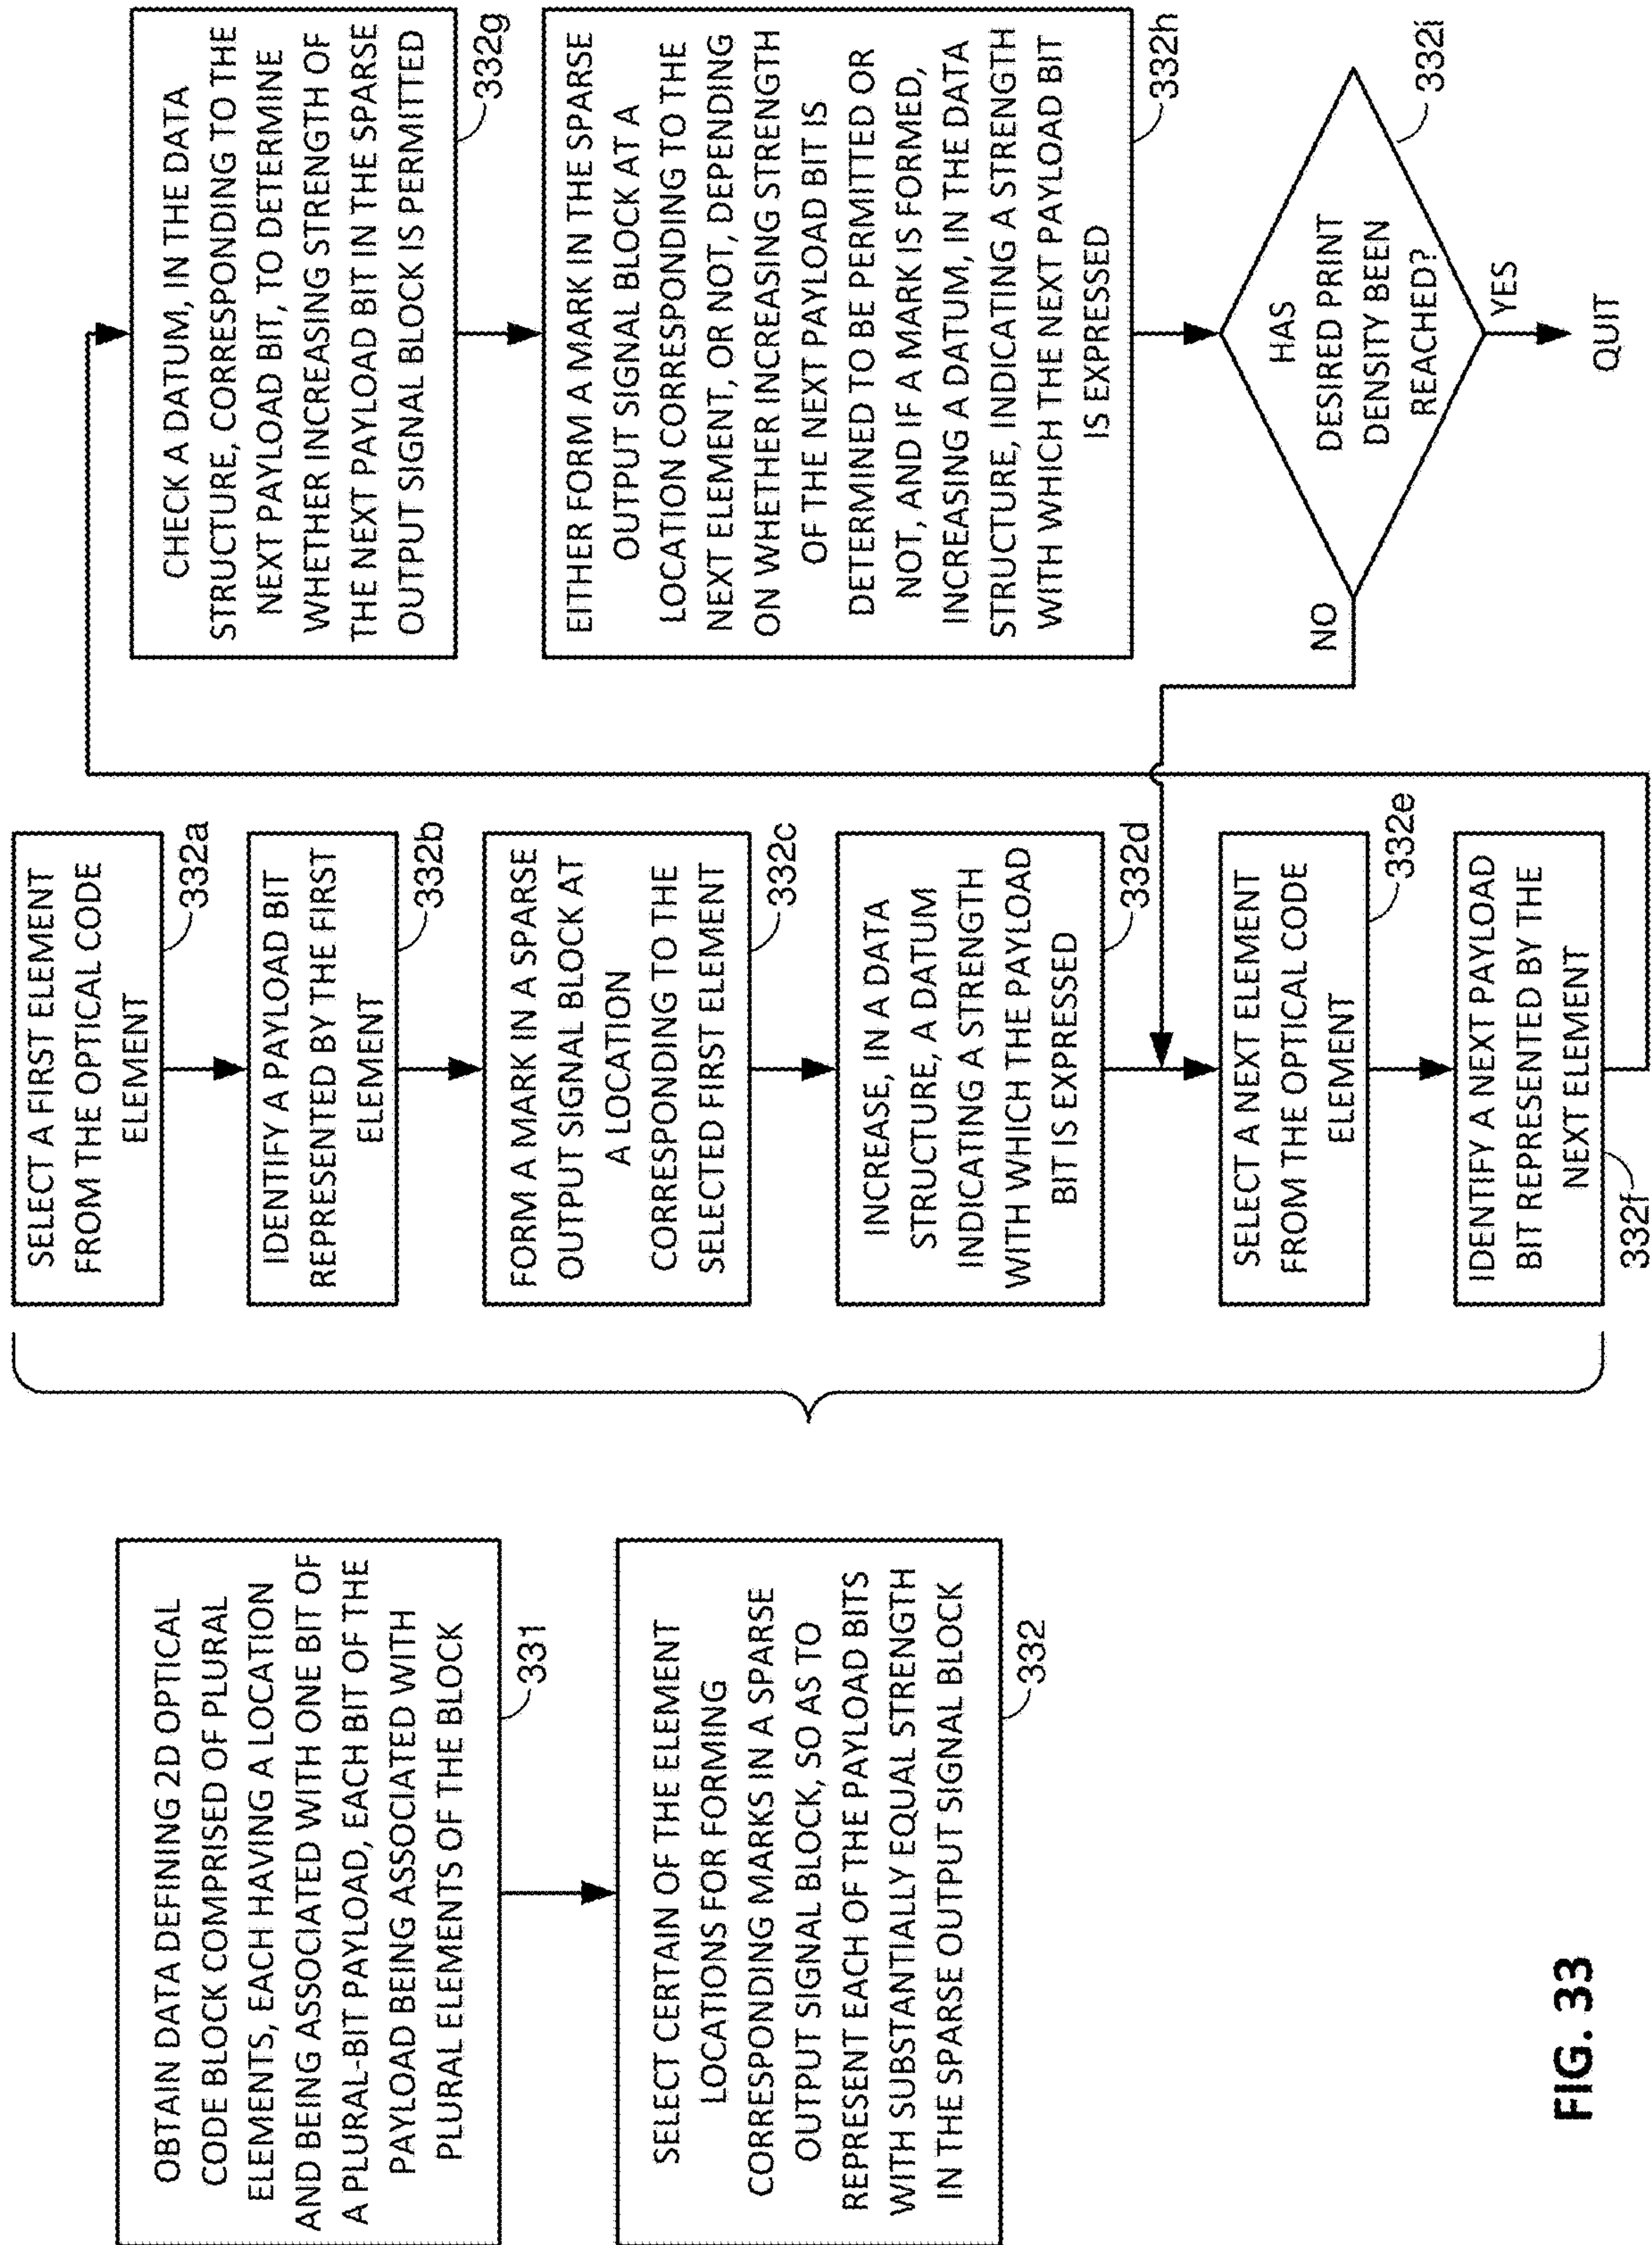 OBTAIN DATA DEFINING 2D OPTICAL
CODE BLOCK COMPRISED OF PLURAL
ELEMENTS, EACH HAVING A LOCATION
AND BEING ASSOCIATED WITH ONE BIT OF
A PLURAL-BIT PAYLOAD, EACH BIT OF THE
PAYLOAD BEING ASSOCIATED WITH
PLURAL ELEMENTS OF THE BLOCK
331
SELECT CERTAIN OF THE ELEMENT
LOCATIONS FOR FORMING
CORRESPONDING MARKS IN A SPARSE
OUTPUT SIGNAL BLOCK, SO AS TO
REPRESENT EACH OF THE PAYLOAD BITS
WITH SUBSTANTIALLY EQUAL STRENGTH
IN THE SPARSE OUTPUT SIGNAL BLOCK
332
SELECT A FIRST ELEMENT
FROM THE OPTICAL CODE
ELEMENT
332a
IDENTIFY A PAYLOAD BIT
REPRESENTED BY THE FIRST
ELEMENT
332b
FORM A MARK IN A SPARSE
OUTPUT SIGNAL BLOCK AT
A LOCATION
CORRESPONDING TO THE
SELECTED FIRST ELEMENT
332c
INCREASE, IN A DATA
STRUCTURE, A DATUM
INDICATING A STRENGTH
WITH WHICH THE PAYLOAD
BIT IS EXPRESSED
332d
SELECT A NEXT ELEMENT
FROM THE OPTICAL CODE
ELEMENT
332e
IDENTIFY A NEXT PAYLOAD
BIT REPRESENTED BY THE
NEXT ELEMENT
332f
CHECK A DATUM, IN THE DATA
STRUCTURE, CORRESPONDING TO THE
NEXT PAYLOAD BIT, TO DETERMINE
WHETHER INCREASING STRENGTH OF
THE NEXT PAYLOAD BIT IN THE SPARSE
OUTPUT SIGNAL BLOCK IS PERMITTED
332g
EITHER FORM A MARK IN THE SPARSE
OUTPUT SIGNAL BLOCK AT A
LOCATION CORRESPONDING TO THE
NEXT ELEMENT, OR NOT, DEPENDING
ON WHETHER INCREASING STRENGTH
OF THE NEXT PAYLOAD BIT IS
DETERMINED TO BE PERMITTED OR
NOT, AND IF A MARK IS FORMED,
INCREASING A DATUM, IN THE DATA
STRUCTURE, INDICATING A STRENGTH
WITH WHICH THE NEXT PAYLOAD BIT
IS EXPRESSED
332h
HAS
DESIRED PRINT
DENSITY BEEN
REACHED?
332i
NO
YES
QUIT
FIG. 33